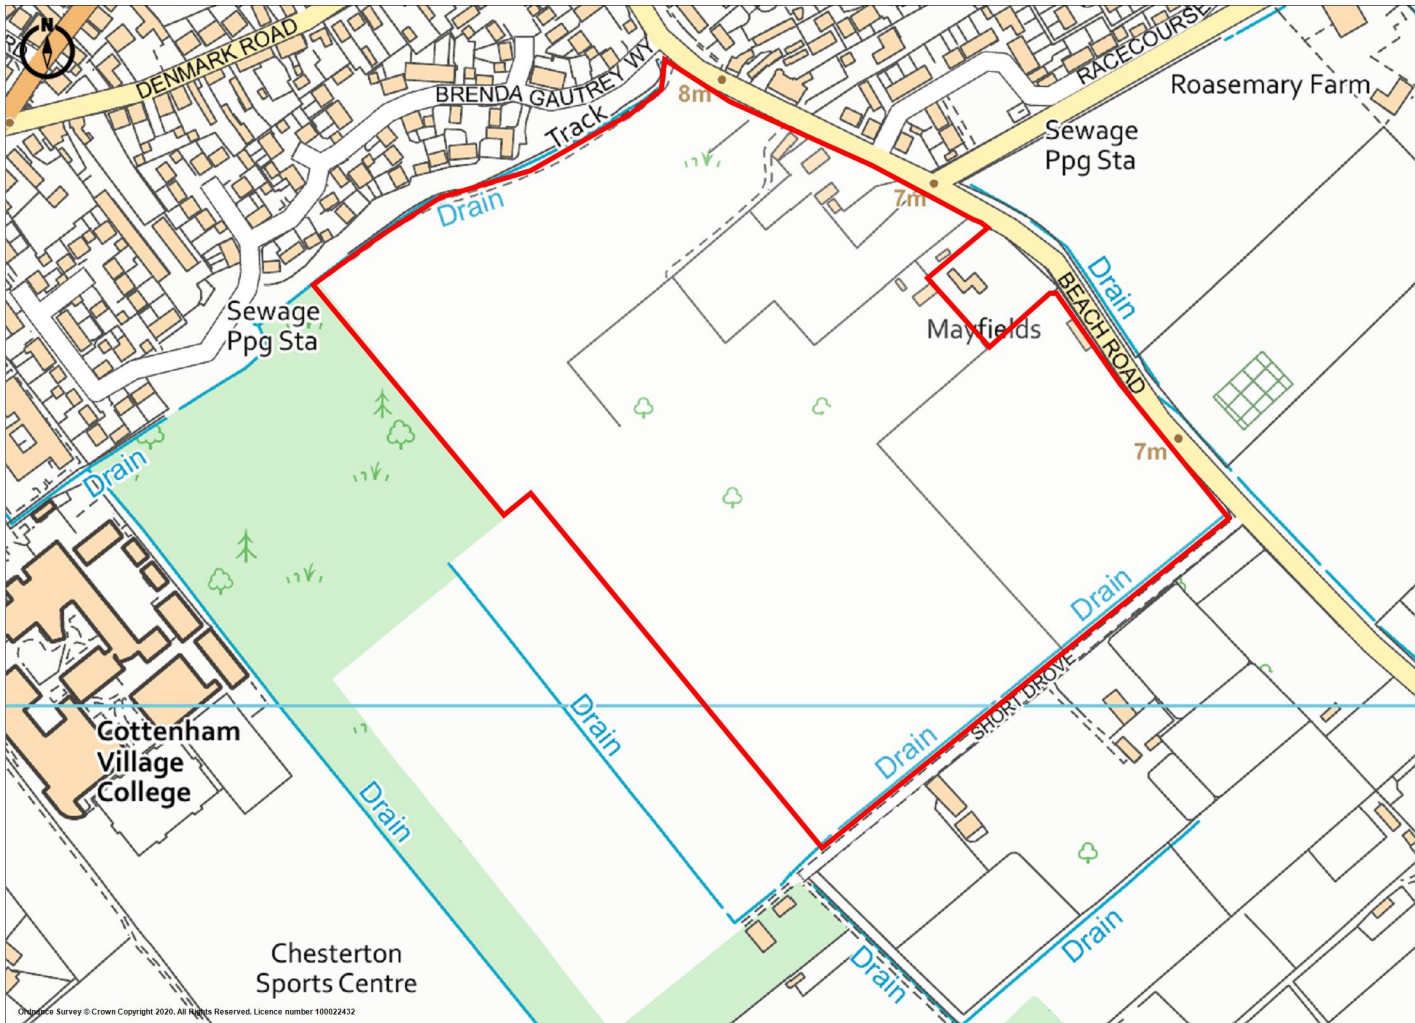 N
DENMARK ROAD
BRENDA GAUTREY WY
Track
8m
RACECOURSE
Roasemary Farm
Sewage
Ppg Sta
7m
Drain
Drain
Sewage
Ppg Sta
Mayfields
BEACH ROAD
7m
Drain
Drain
SHORT DROVE
Drain
Drain
Cottenham
Village
College
Drain
Chesterton
Sports Centre
Drain
Drain
Ordnance Survey © Crown Copyright 2020. All Rights Reserved. Licence number 100022432